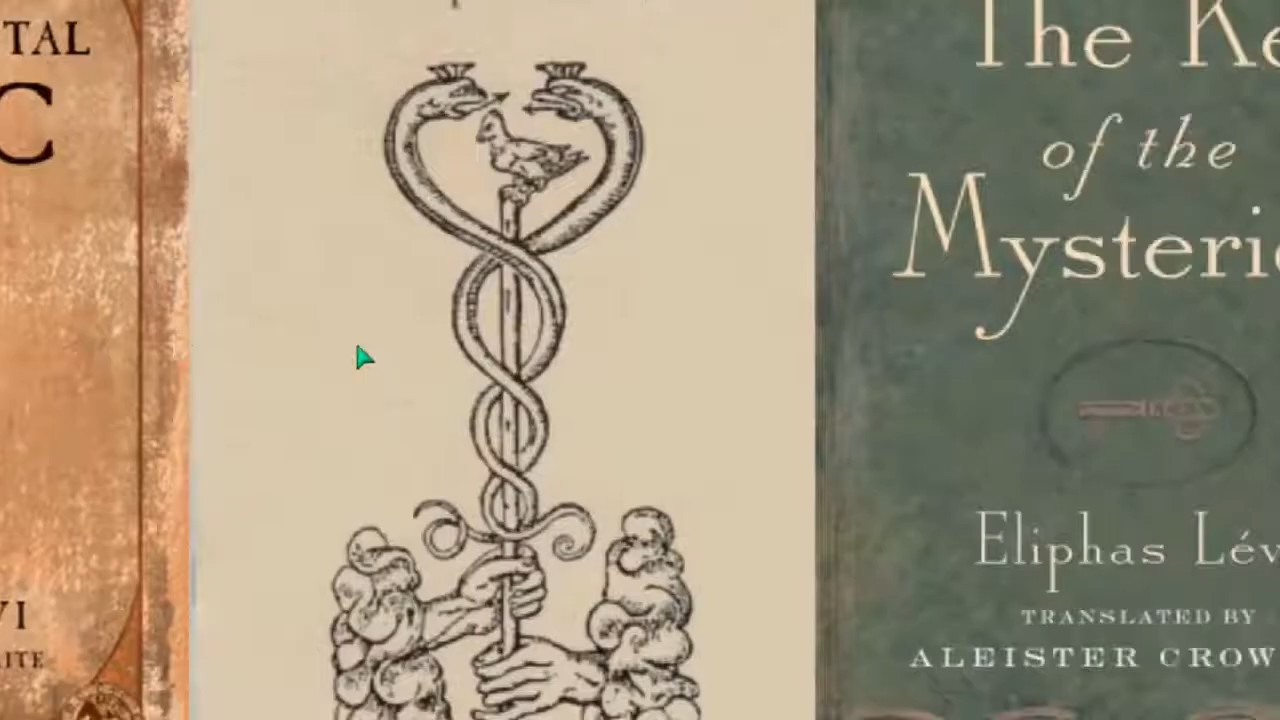 TAL
C
VI
ITE
The Ke
of the
Mysteri
Eliphas Lév
TRANSLATED BY
ALEISTER CROW